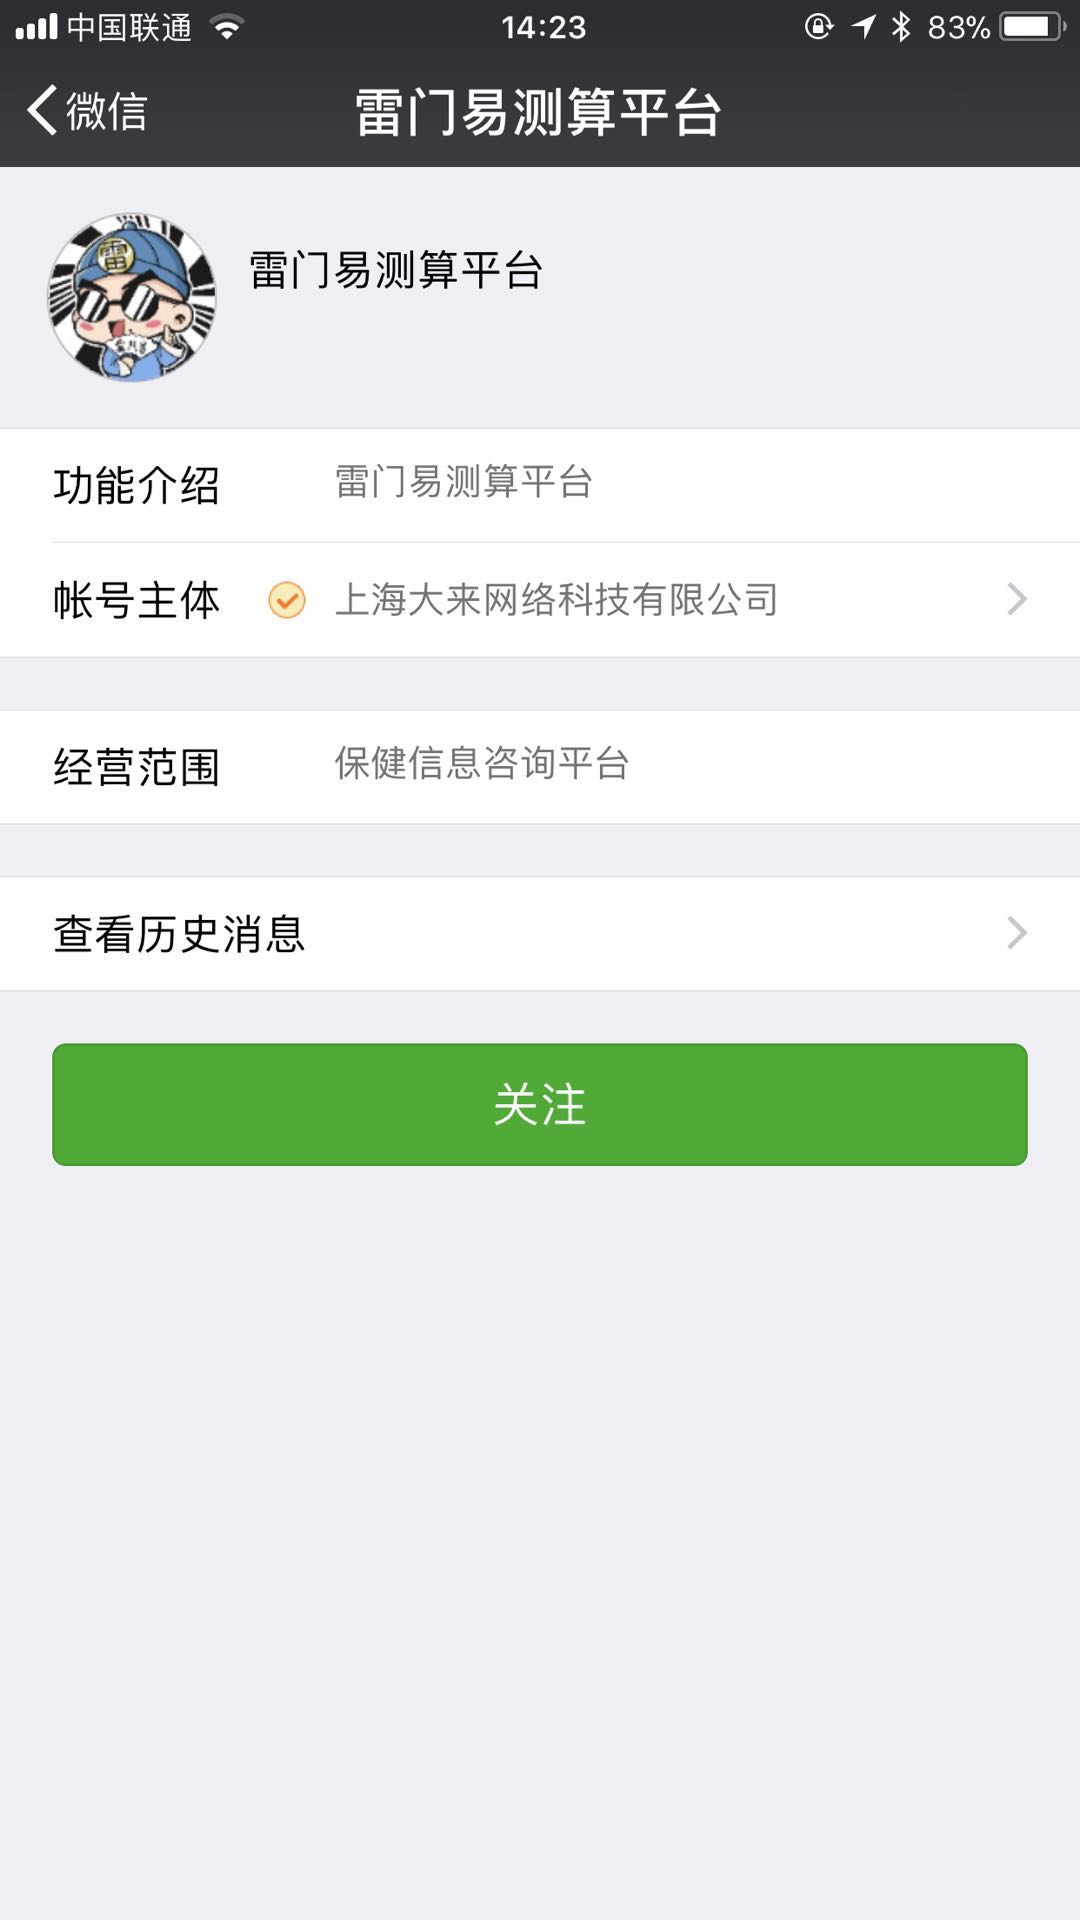 中国联通 14:23 83%
微信 雷门易测算平台
雷
雷门易测算平台
功能介绍 雷门易测算平台
帐号主体 上海大来网络科技有限公司
经营范围 保健信息咨询平台
查看历史消息
关注